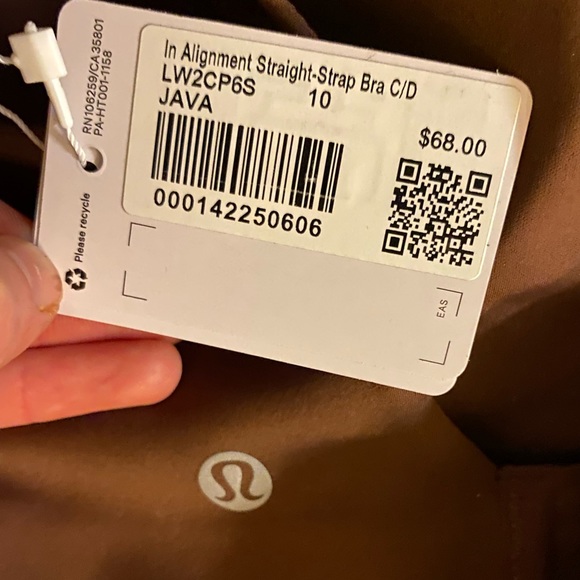 RN106259/CA35801
PA-HT001-1158
In Alignment Straight-Strap Bra C/D
LW2CP6S 10
JAVA
$68.00
000142250606
Please recycle
EAS